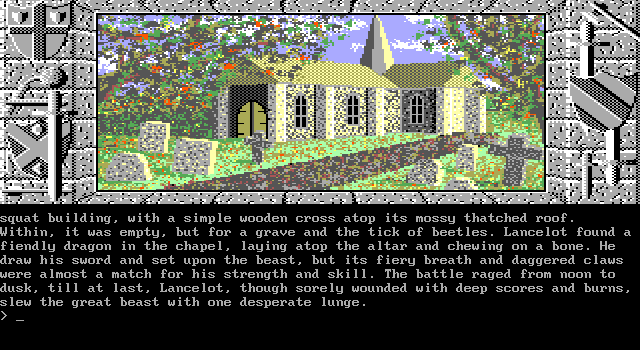 squat building, with a simple wooden cross atop its mossy thatched roof.
Within, it was empty, but for a grave and the tick of beetles. Lancelot found a
fiendly dragon in the chapel, laying atop the altar and chewing on a bone. He
draw his sword and set upon the beast, but its fiery breath and daggered claws
were almost a match for his strength and skill. The battle raged from noon to
dusk, till at last, Lancelot, though sorely wounded with deep scores and burns,
slew the great beast with one desperate lunge.
> _